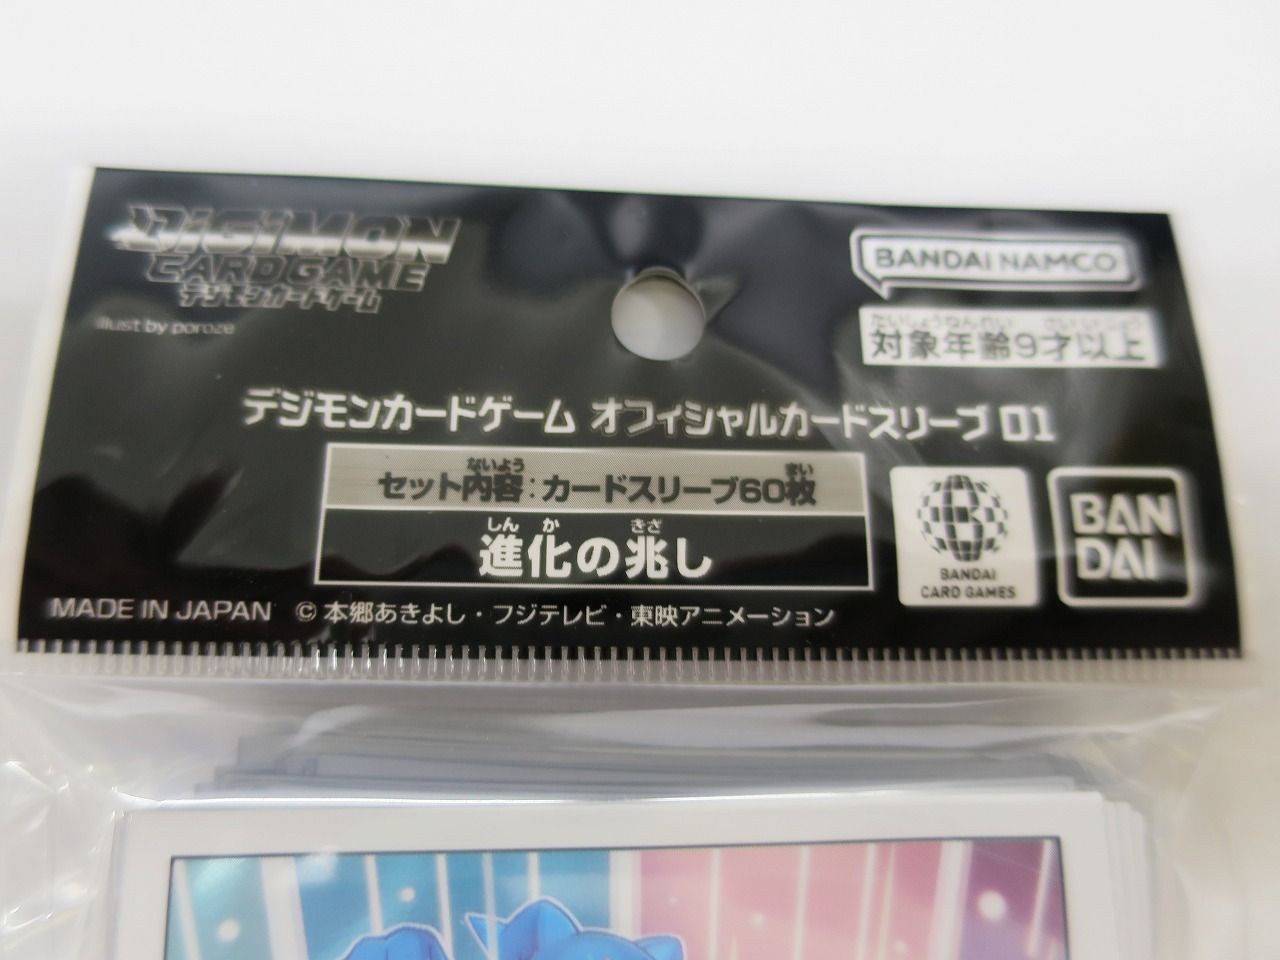 DIGIMON
CARD GAME
デジモンカードゲーム
illust by poroze
BANDAI NAMCO
たいしょうねんれい さいいじょう
対象年齢9才以上
デジモンカードゲーム オフィシャルカードスリーブ 01
ないよう まい
セット内容:カードスリーブ60枚
しん か きざ
進化の兆し
BANDAI
CARD GAMES
BAN
DAI
MADE IN JAPAN © 本郷あきよし・フジテレビ・東映アニメーション